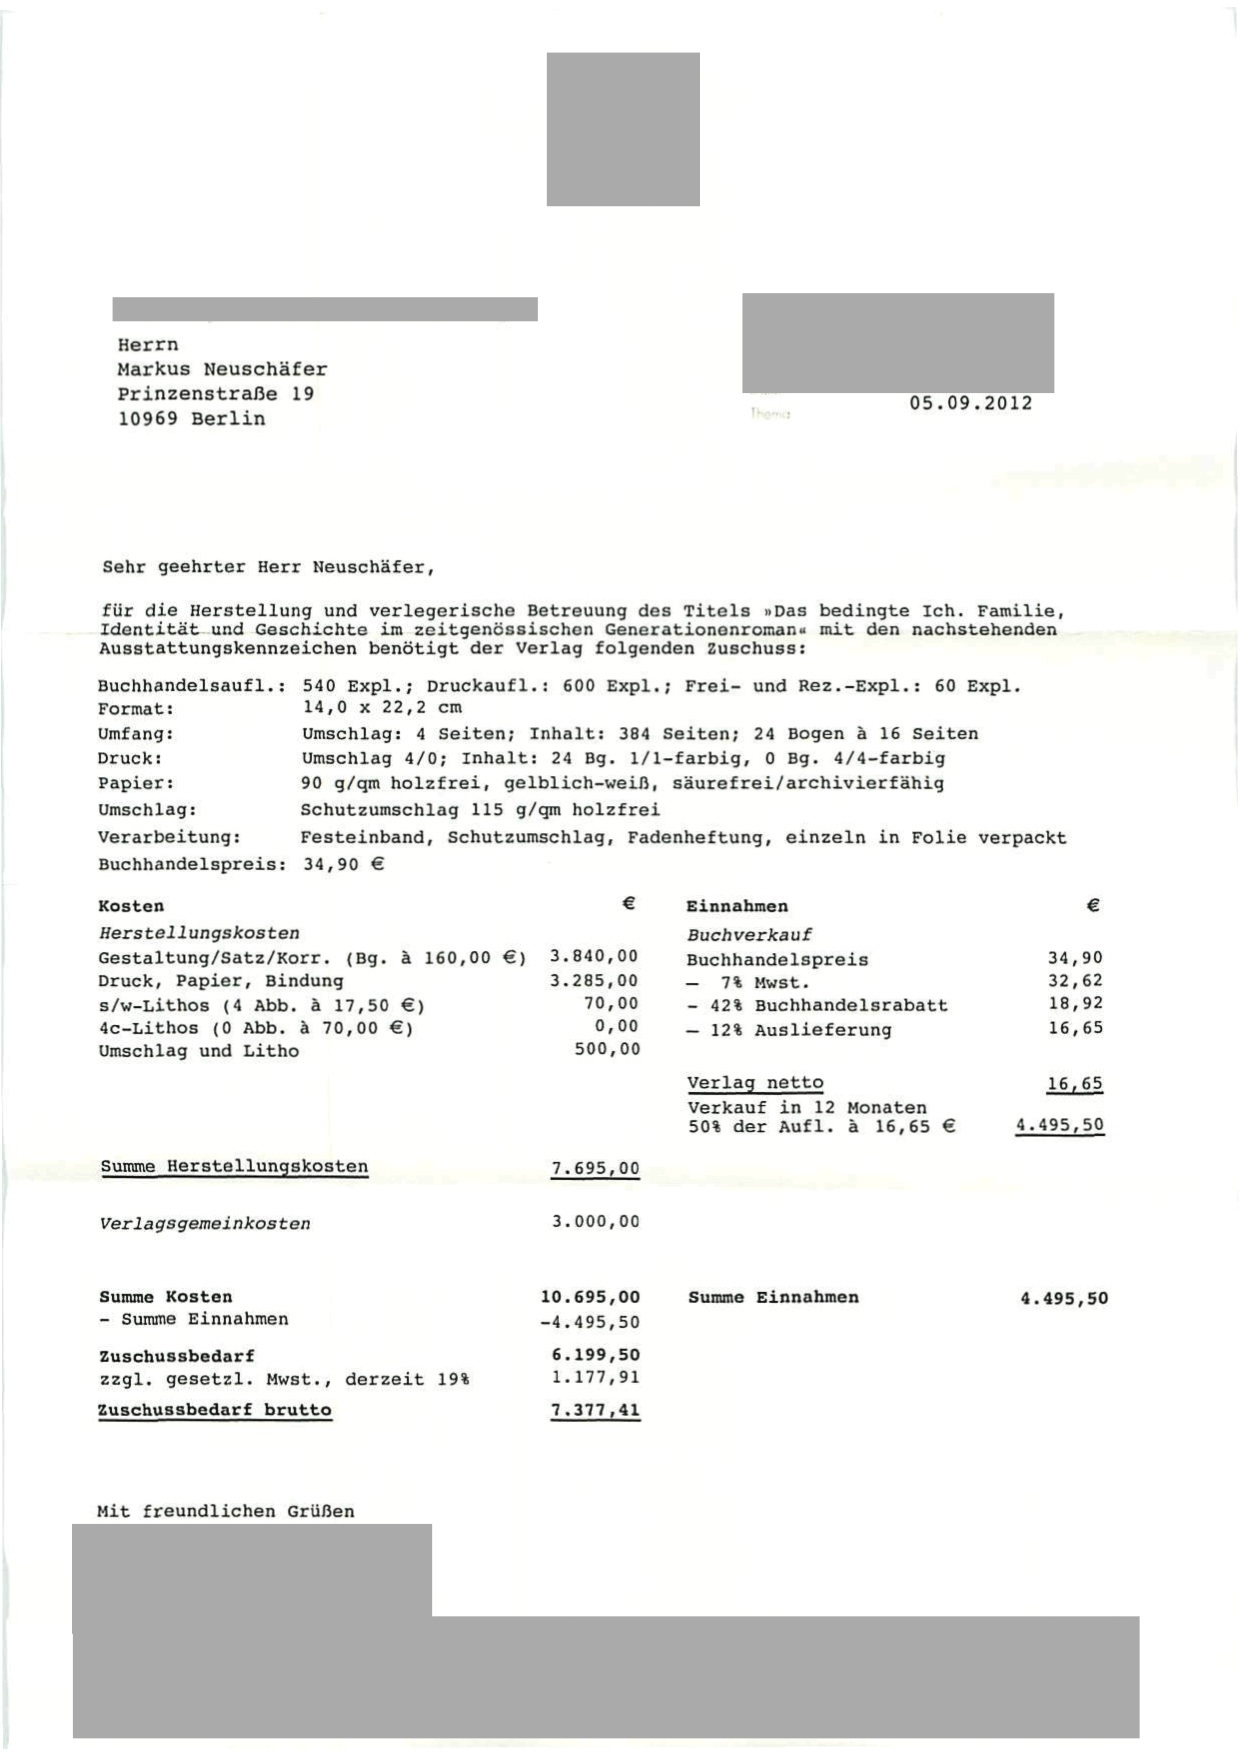 Herrn
Markus Neuschäfer
Prinzenstraße 19
10969 Berlin
05.09.2012
Thema
Sehr geehrter Herr Neuschäfer,
für die Herstellung und verlegerische Betreuung des Titels »Das bedingte Ich. Familie,
Identität und Geschichte im zeitgenössischen Generationenroman« mit den nachstehenden
Ausstattungskennzeichen benötigt der Verlag folgenden Zuschuss:
Buchhandelsaufl.: 540 Expl.; Druckaufl.: 600 Expl.; Frei- und Rez.-Expl.: 60 Expl.
Format: 14,0 x 22,2 cm
Umfang: Umschlag: 4 Seiten; Inhalt: 384 Seiten; 24 Bogen à 16 Seiten
Druck: Umschlag 4/0; Inhalt: 24 Bg. 1/1-farbig, 0 Bg. 4/4-farbig
Papier: 90 g/qm holzfrei, gelblich-weiß, säurefrei/archivierfähig
Umschlag: Schutzumschlag 115 g/qm holzfrei
Verarbeitung: Festeinband, Schutzumschlag, Fadenheftung, einzeln in Folie verpackt
Buchhandelspreis: 34,90 €
Kosten € Einnahmen €
Herstellungskosten Buchverkauf
Gestaltung/Satz/Korr. (Bg. à 160,00 €) 3.840,00 Buchhandelspreis 34,90
Druck, Papier, Bindung 3.285,00 – 7% Mwst. 32,62
s/w-Lithos (4 Abb. à 17,50 €) 70,00 - 42% Buchhandelsrabatt 18,92
4c-Lithos (0 Abb. à 70,00 €) 0,00 – 12% Auslieferung 16,65
Umschlag und Litho 500,00
Verlag netto 16,65
Verkauf in 12 Monaten
50% der Aufl. à 16,65 € 4.495,50
Summe Herstellungskosten 7.695,00
Verlagsgemeinkosten 3.000,00
Summe Kosten 10.695,00 Summe Einnahmen 4.495,50
- Summe Einnahmen -4.495,50
Zuschussbedarf 6.199,50
zzgl. gesetzl. Mwst., derzeit 19% 1.177,91
Zuschussbedarf brutto 7.377,41
Mit freundlichen Grüßen